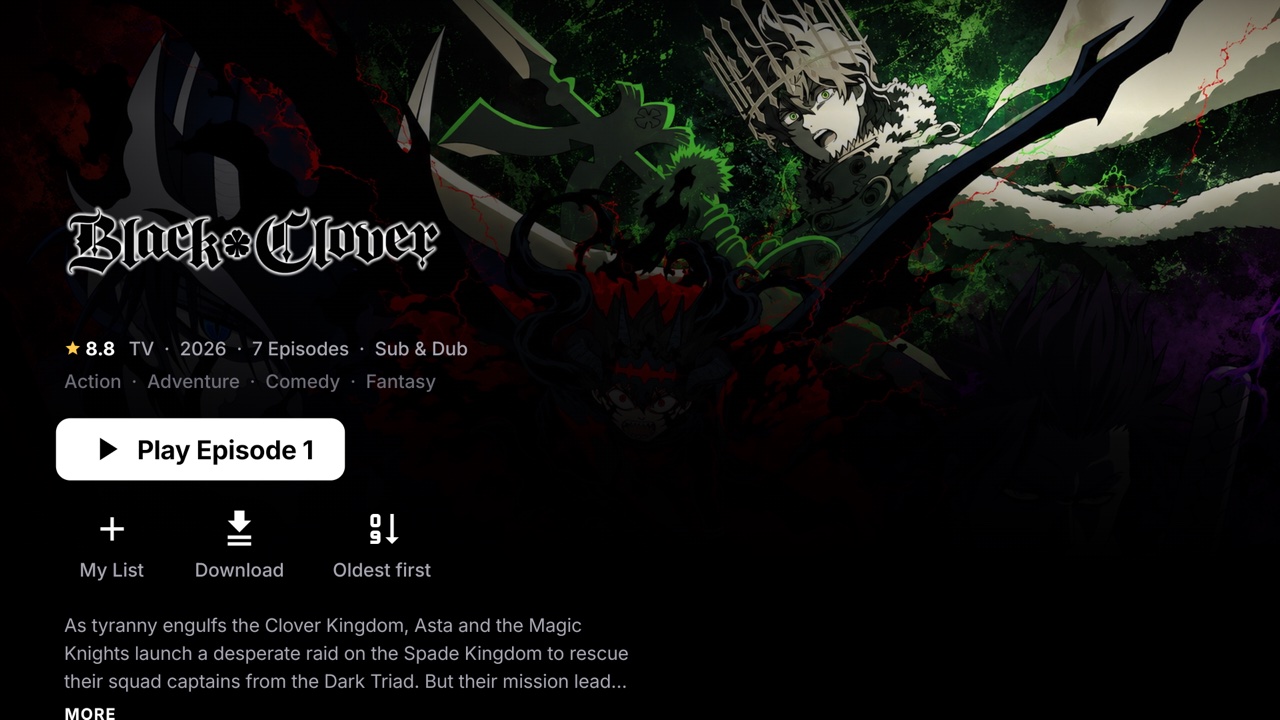 Black Clover
8.8 TV · 2026 · 7 Episodes · Sub & Dub
Action · Adventure · Comedy · Fantasy
Play Episode 1
My List Download Oldest first
As tyranny engulfs the Clover Kingdom, Asta and the Magic
Knights launch a desperate raid on the Spade Kingdom to rescue
their squad captains from the Dark Triad. But their mission lead...
MORE